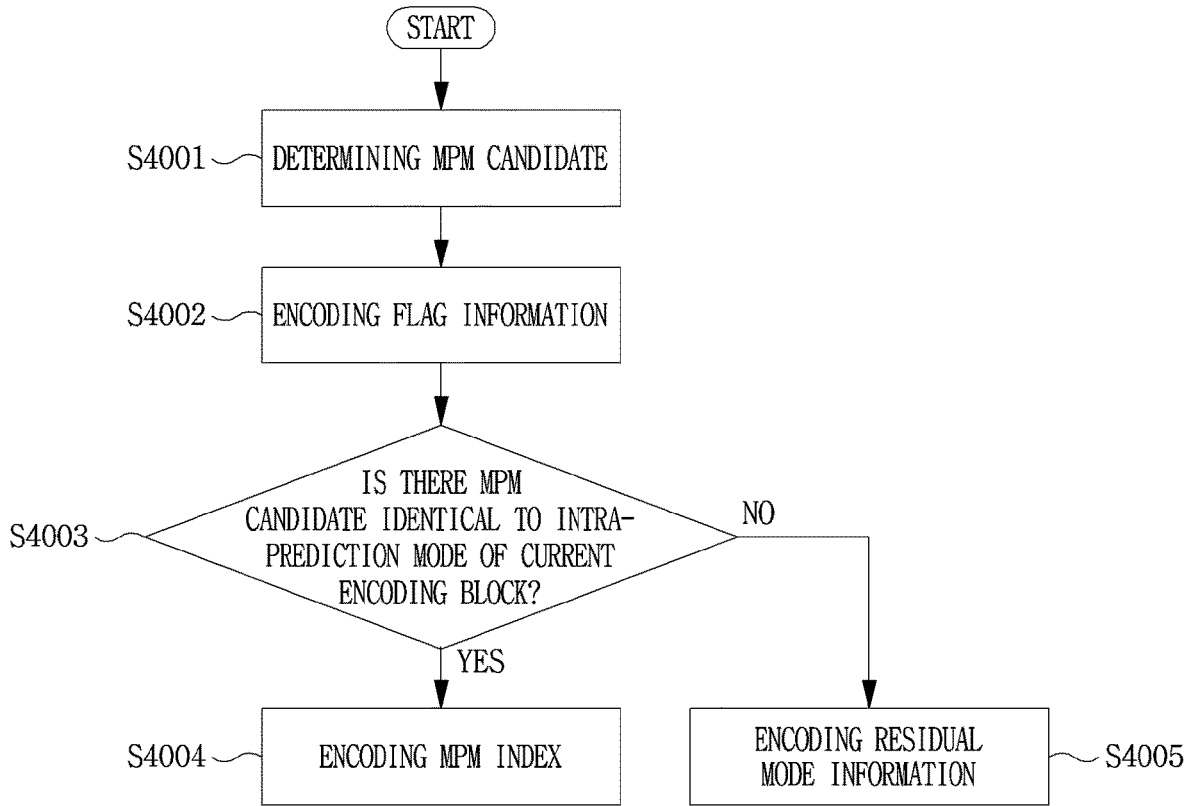 START
S4001
DETERMINING MPM CANDIDATE
S4002
ENCODING FLAG INFORMATION
S4003
IS THERE MPM
CANDIDATE IDENTICAL TO INTRA-
PREDICTION MODE OF CURRENT
ENCODING BLOCK?
NO
YES
S4004
ENCODING MPM INDEX
ENCODING RESIDUAL
MODE INFORMATION
S4005